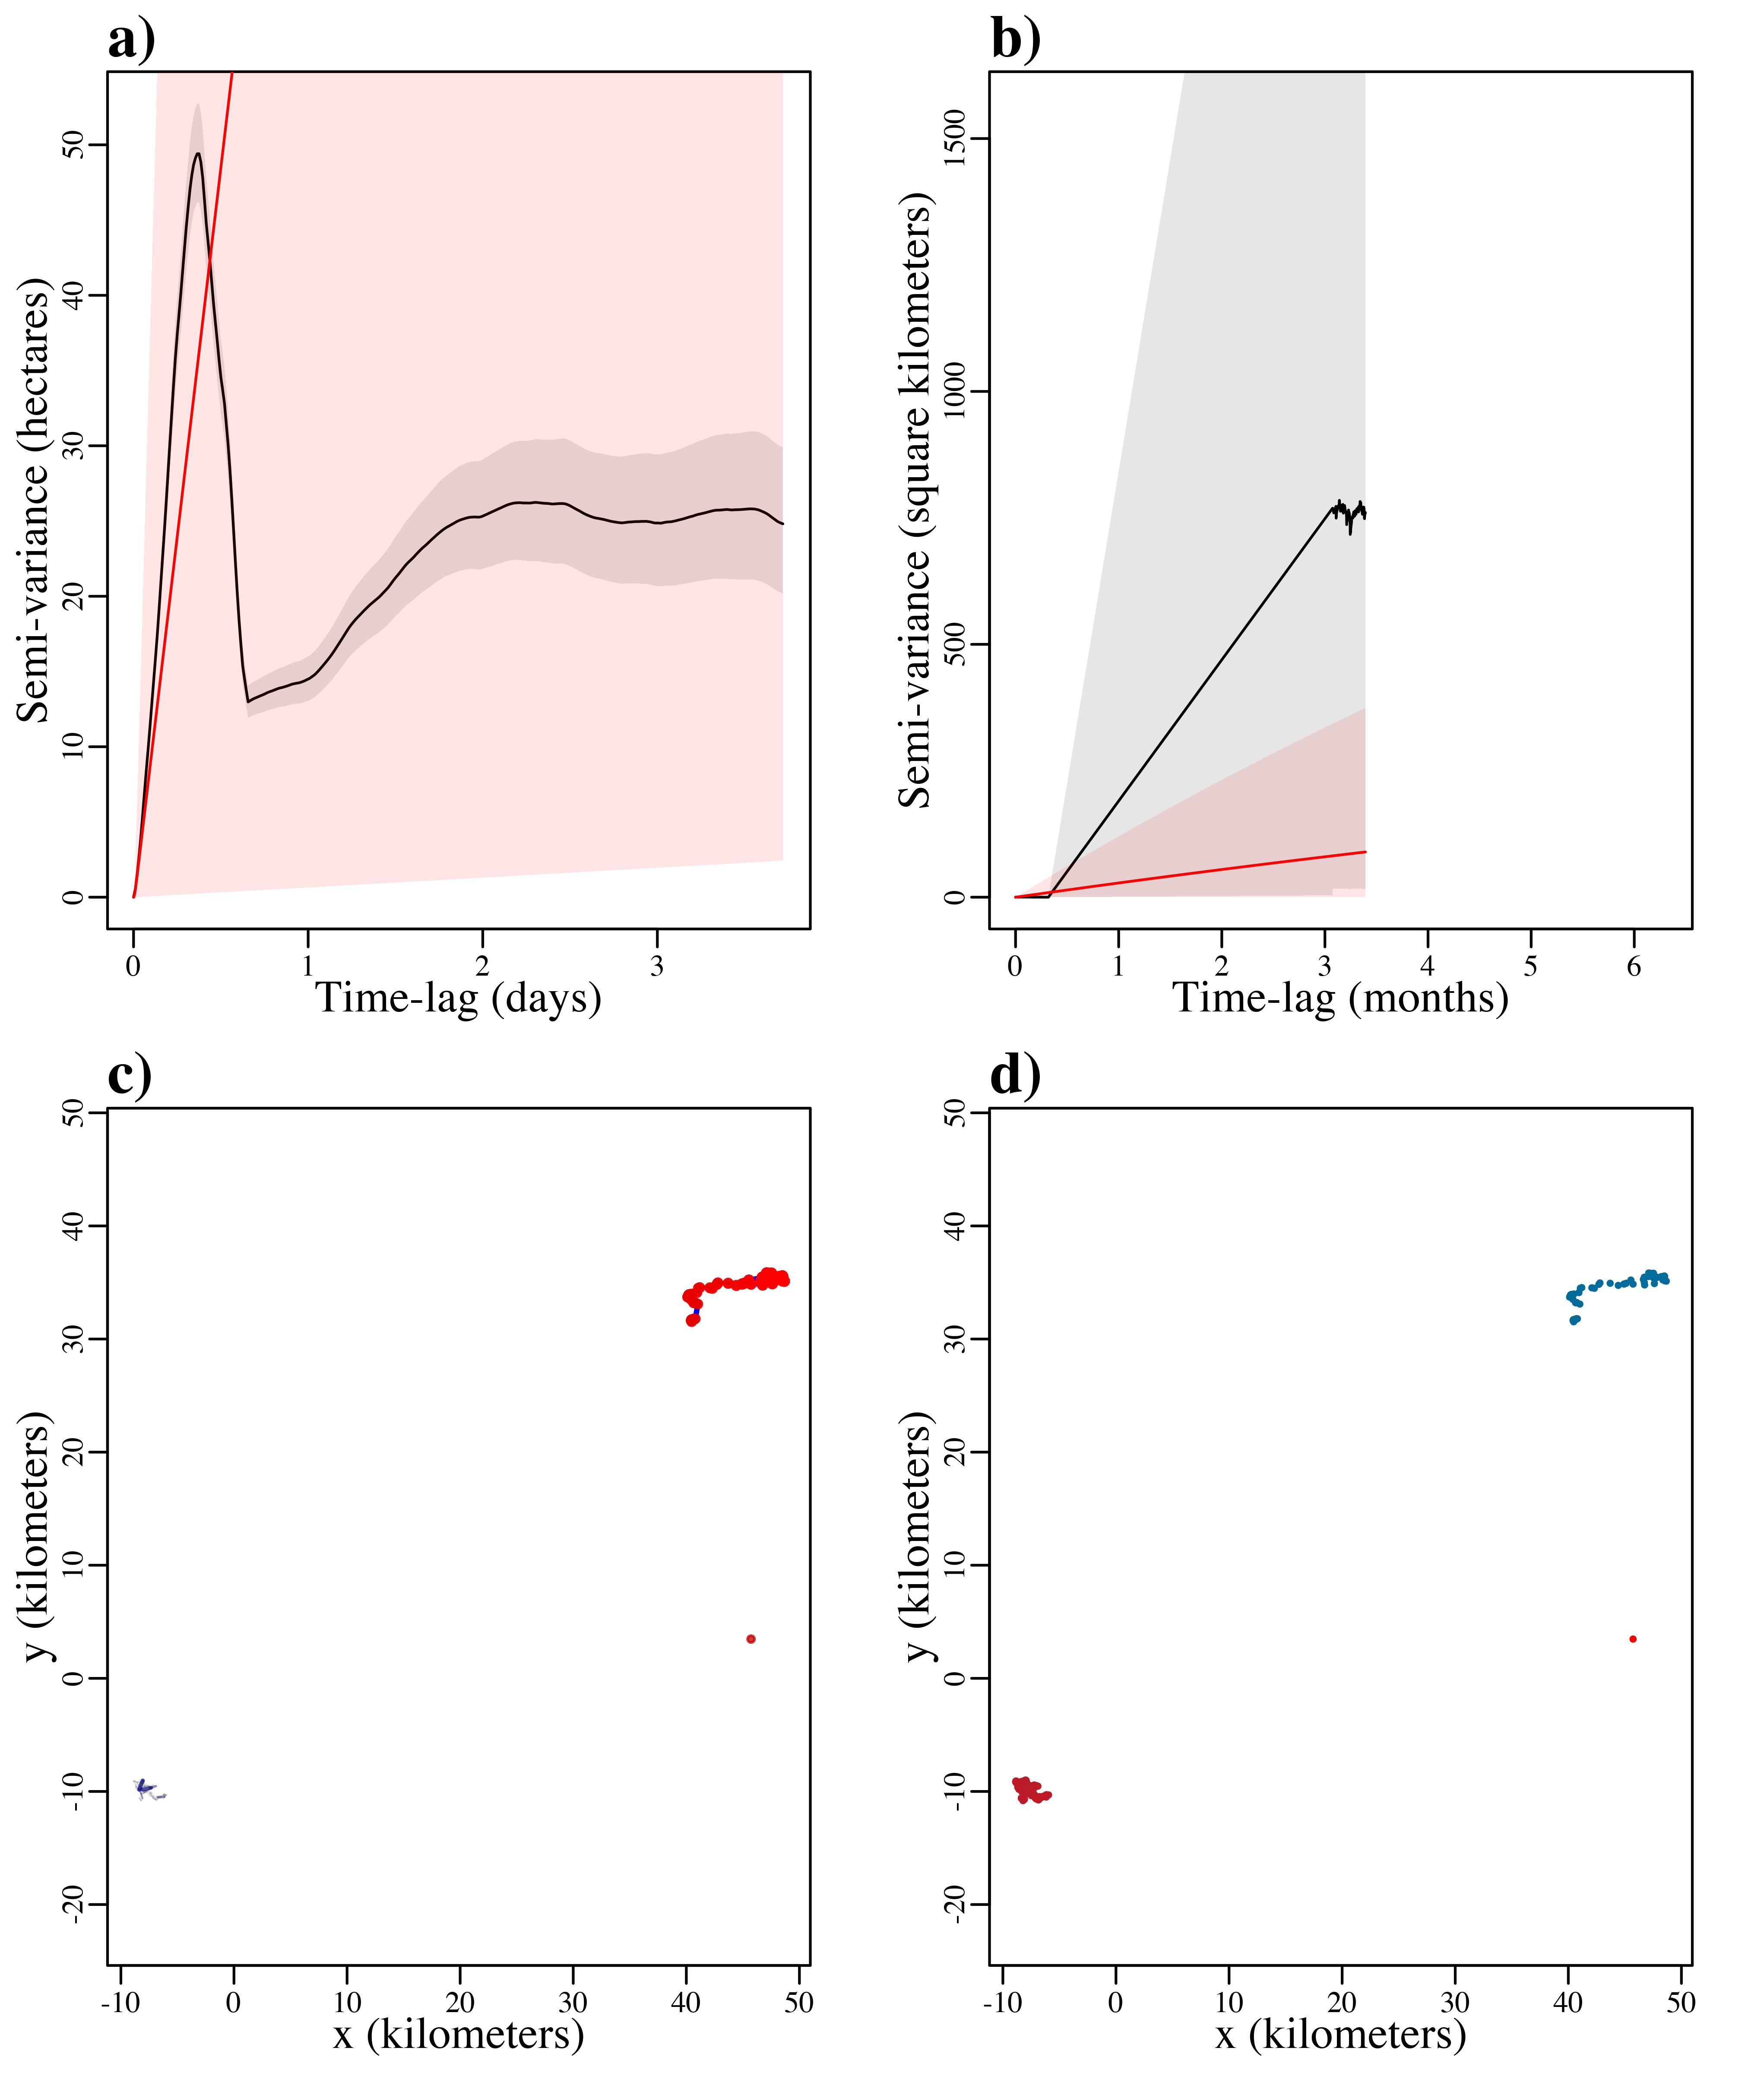 a)
Semi-variance (hectares)
50
40
30
20
10
0
0 1 2 3
Time-lag (days)
b)
Semi-variance (square kilometers)
1500
1000
500
0
0 1 2 3 4 5 6
Time-lag (months)
c)
y (kilometers)
50
40
30
20
10
0
-10
-20
-10 0 10 20 30 40 50
x (kilometers)
d)
y (kilometers)
50
40
30
20
10
0
-10
-20
-10 0 10 20 30 40 50
x (kilometers)